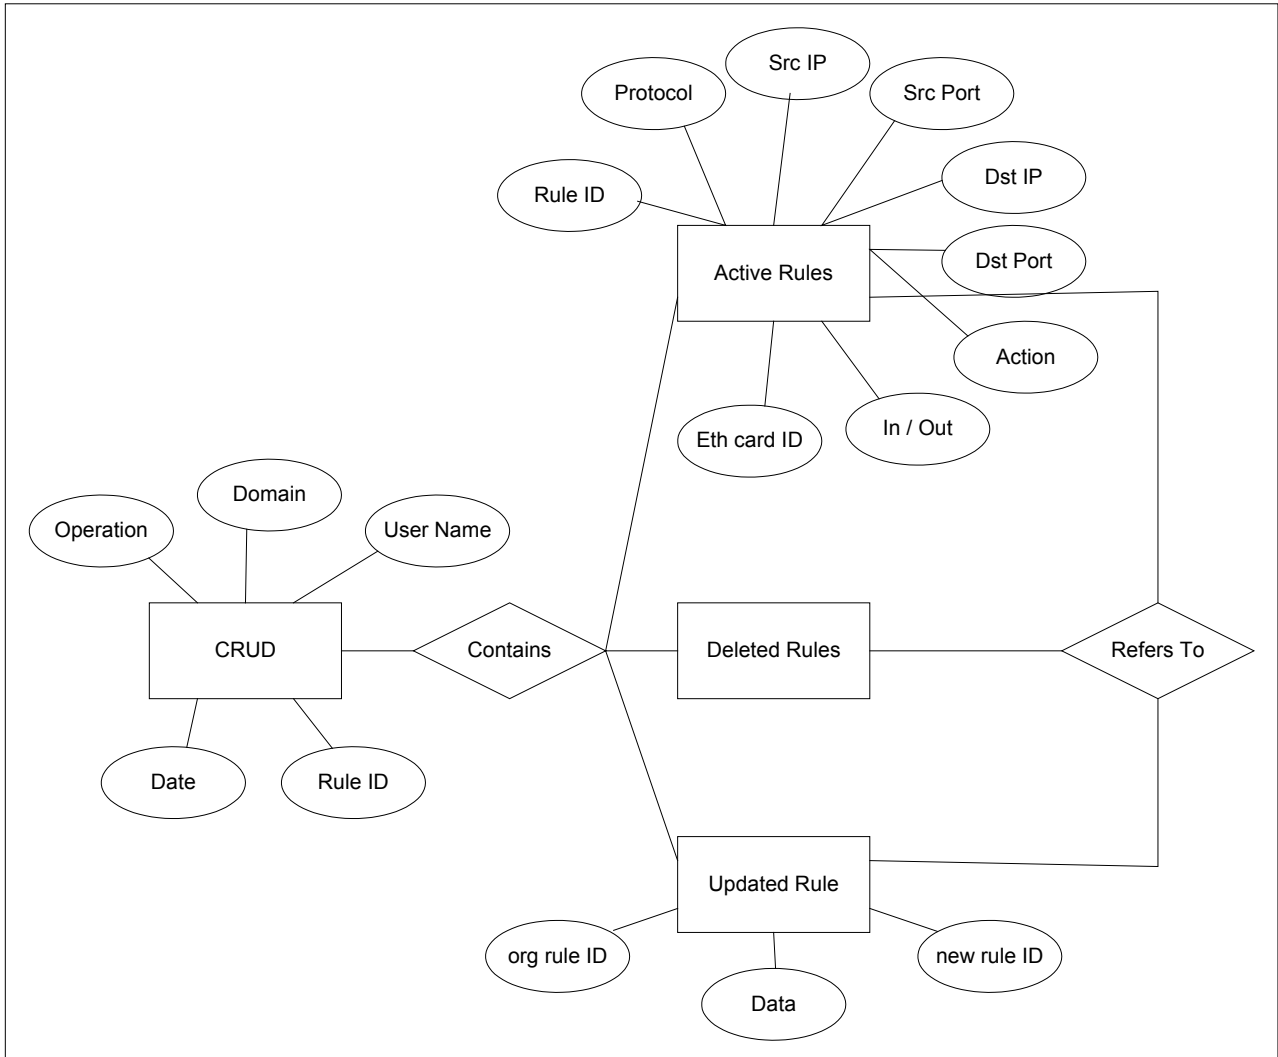 Src IP
Protocol
Src Port
Dst IP
Rule ID
Dst Port
Active Rules
Action
Eth card ID
In / Out
Domain
Operation
User Name
CRUD
Contains
Deleted Rules
Refers To
Date
Rule ID
Updated Rule
org rule ID
new rule ID
Data